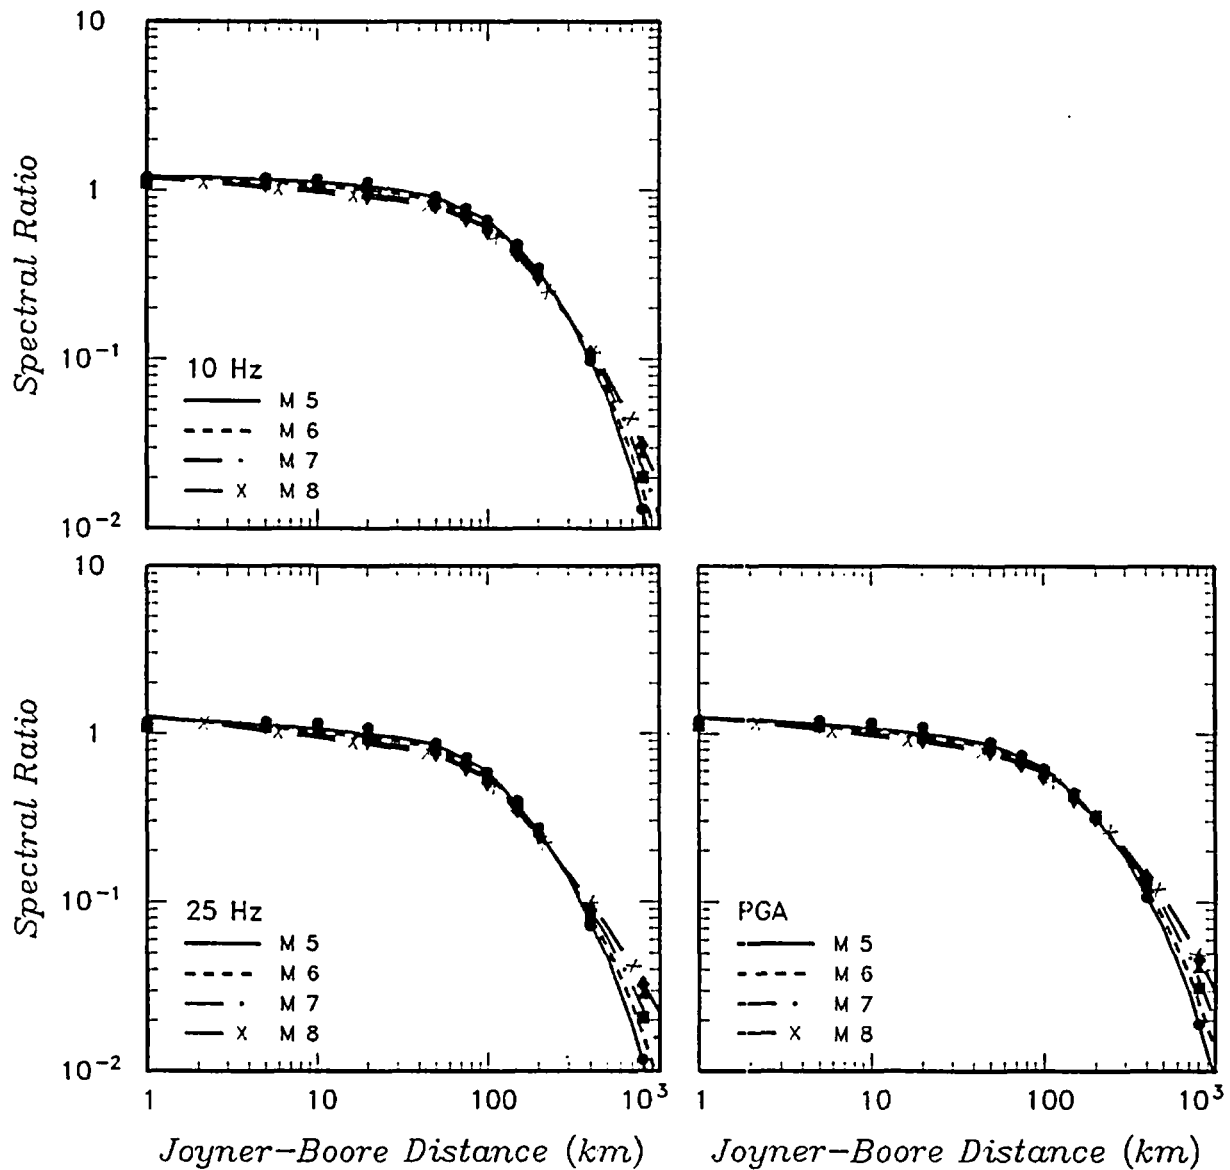 10
1
10⁻¹
10⁻²
Spectral Ratio
10 Hz
M 5
M 6
M 7
X M 8
10
1
10⁻¹
10⁻²
Spectral Ratio
25 Hz
M 5
M 6
M 7
X M 8
1 10 100 10³
Joyner-Boore Distance (km)
PGA
M 5
M 6
M 7
X M 8
1 10 100 10³
Joyner-Boore Distance (km)